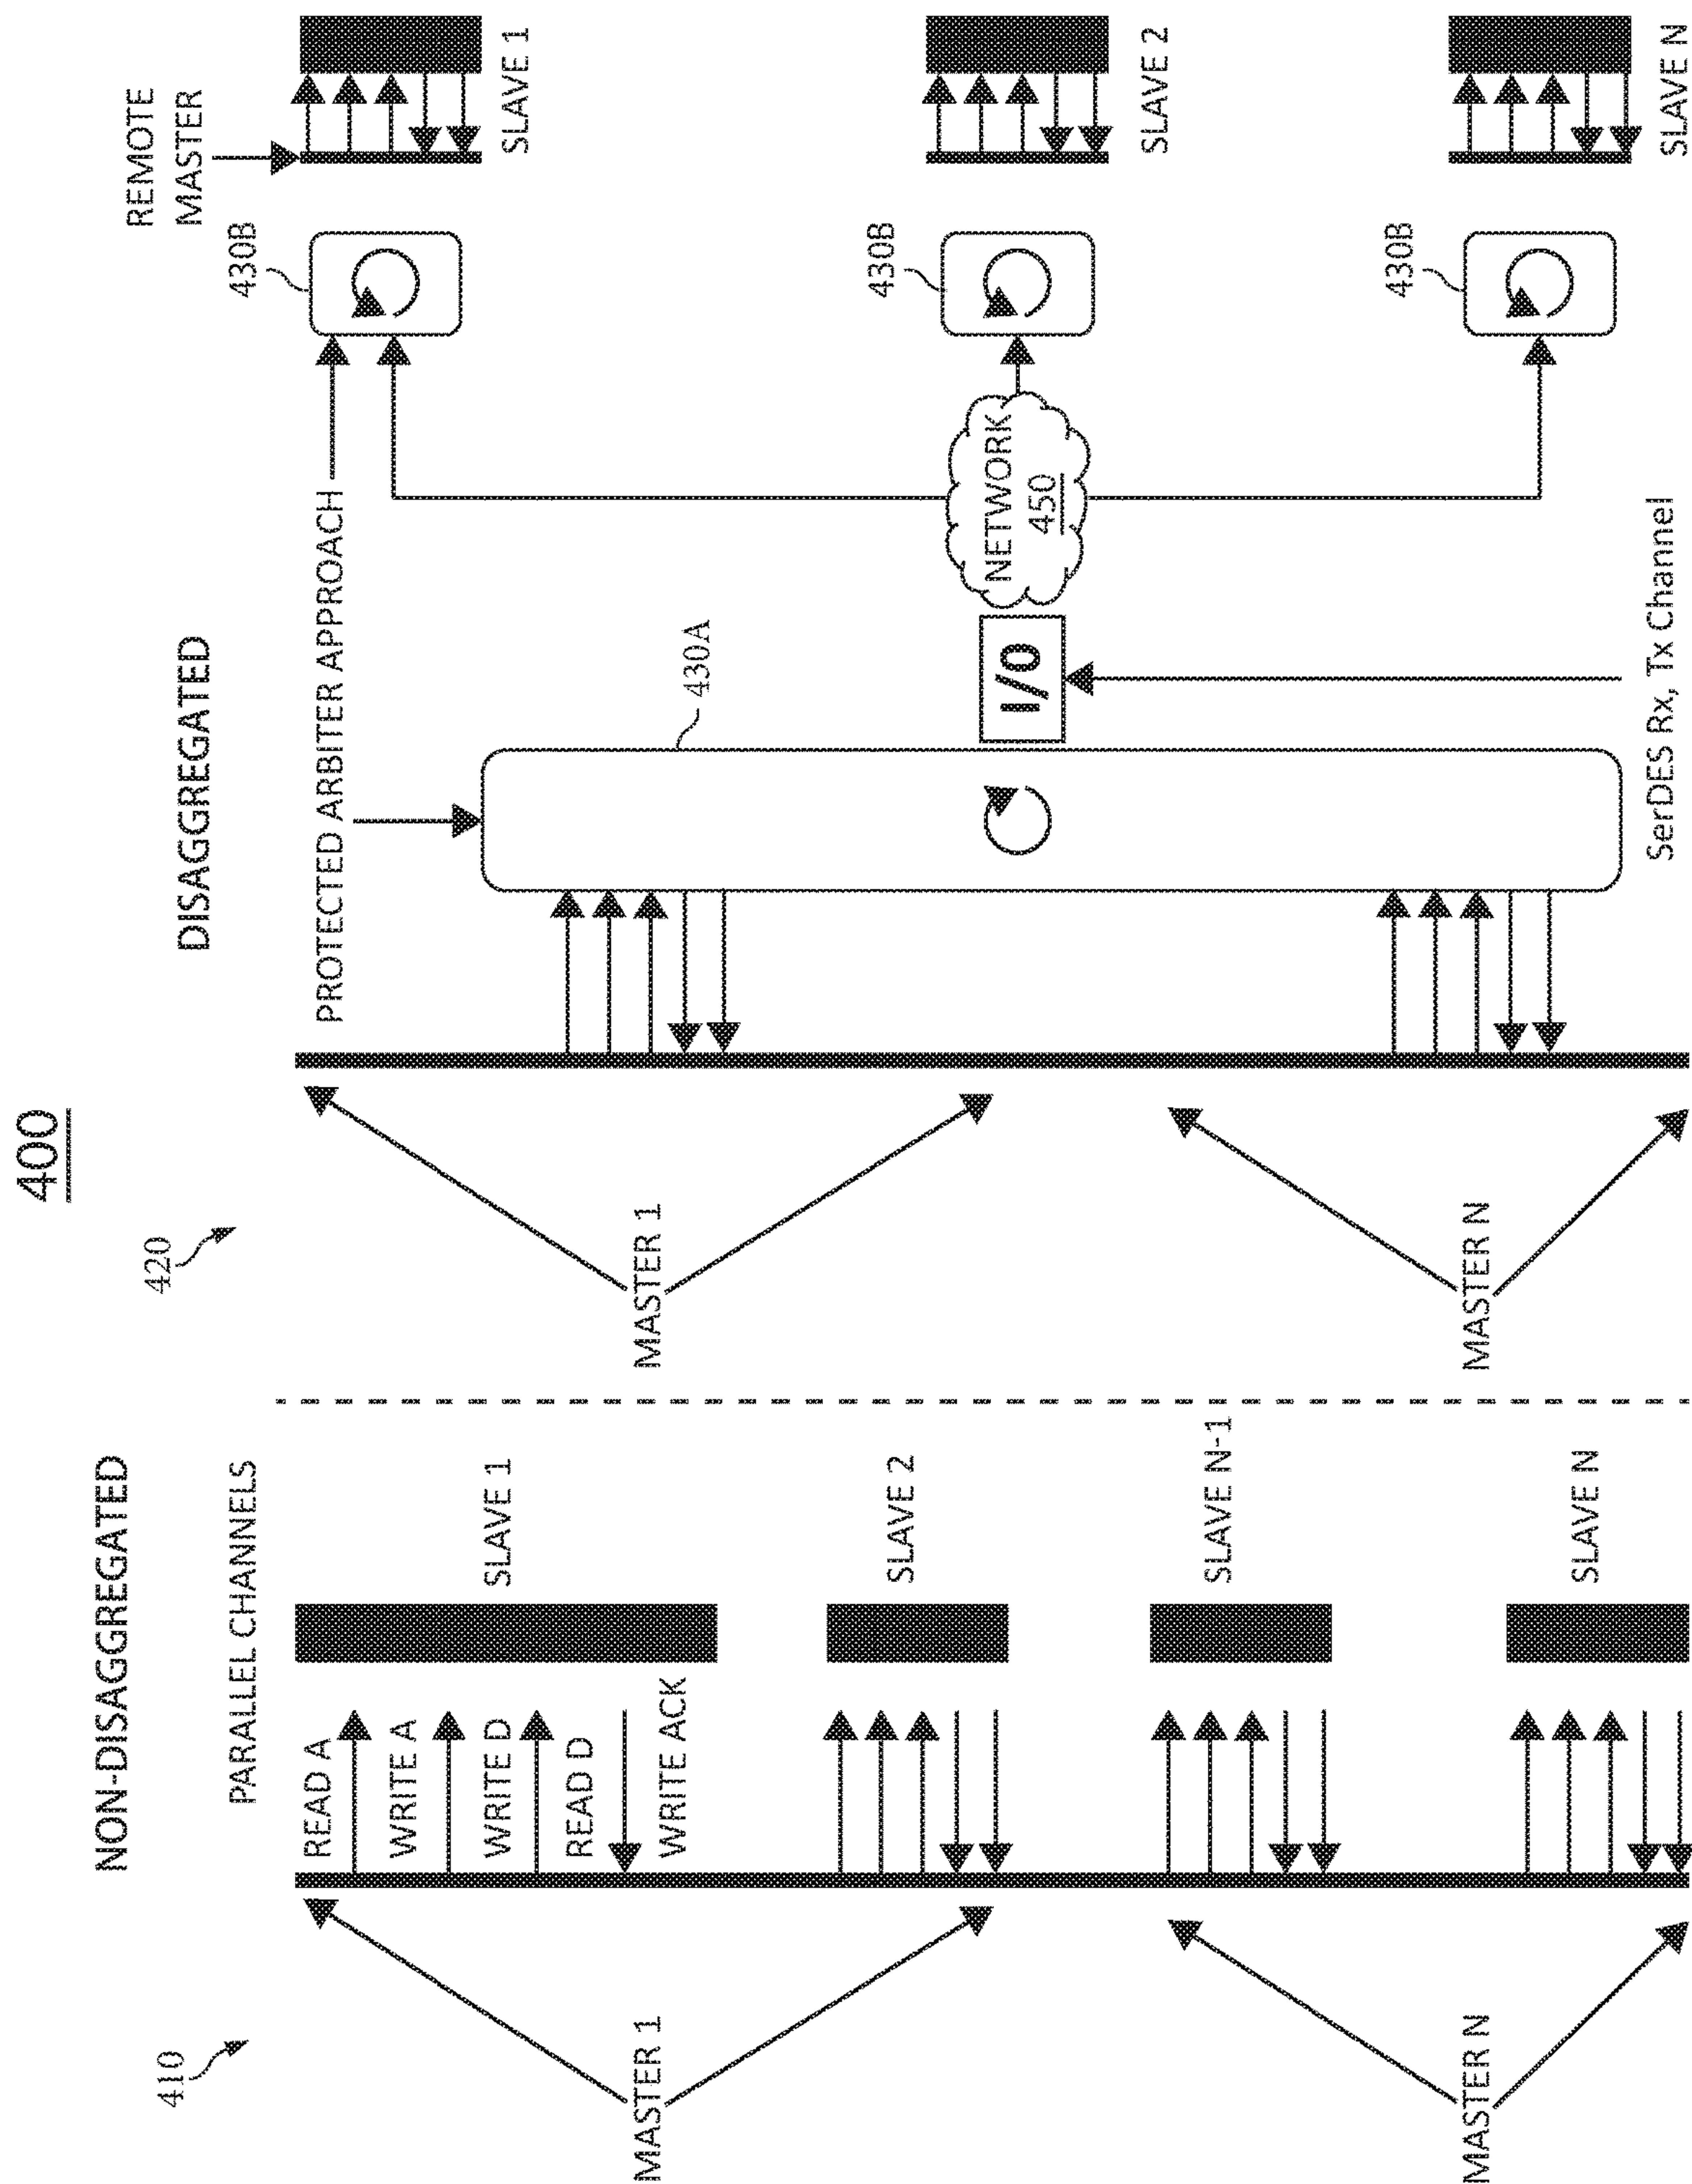 400
410
NON-DISAGGREGATED
PARALLEL CHANNELS
MASTER 1
MASTER N
READ A
WRITE A
WRITE D
READ D
WRITE ACK
SLAVE 1
SLAVE 2
SLAVE N-1
SLAVE N
420
DISAGGREGATED
PROTECTED ARBITER APPROACH
MASTER 1
MASTER N
430A
I/O
SerDES Rx, Tx Channel
NETWORK
450
430B
430B
430B
REMOTE
MASTER
SLAVE 1
SLAVE 2
SLAVE N